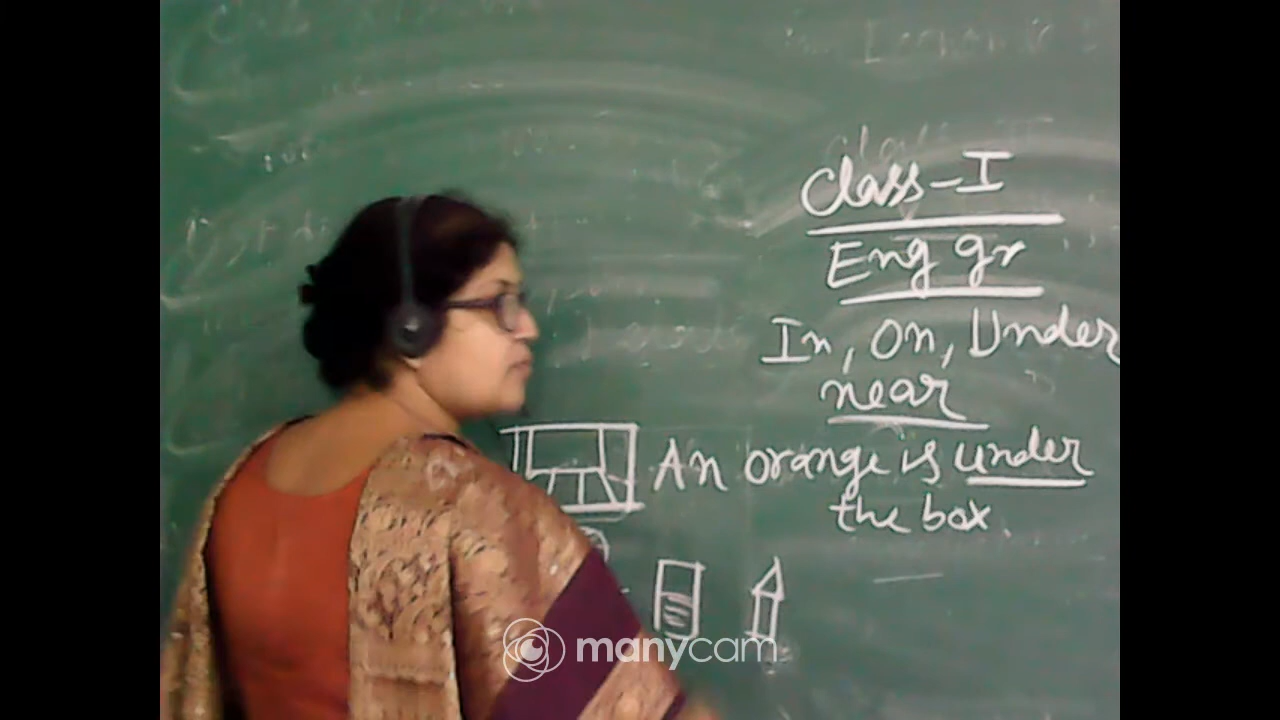 Class-I
Eng gr
In, On, Under
near
An orange is under
the box.
manycam